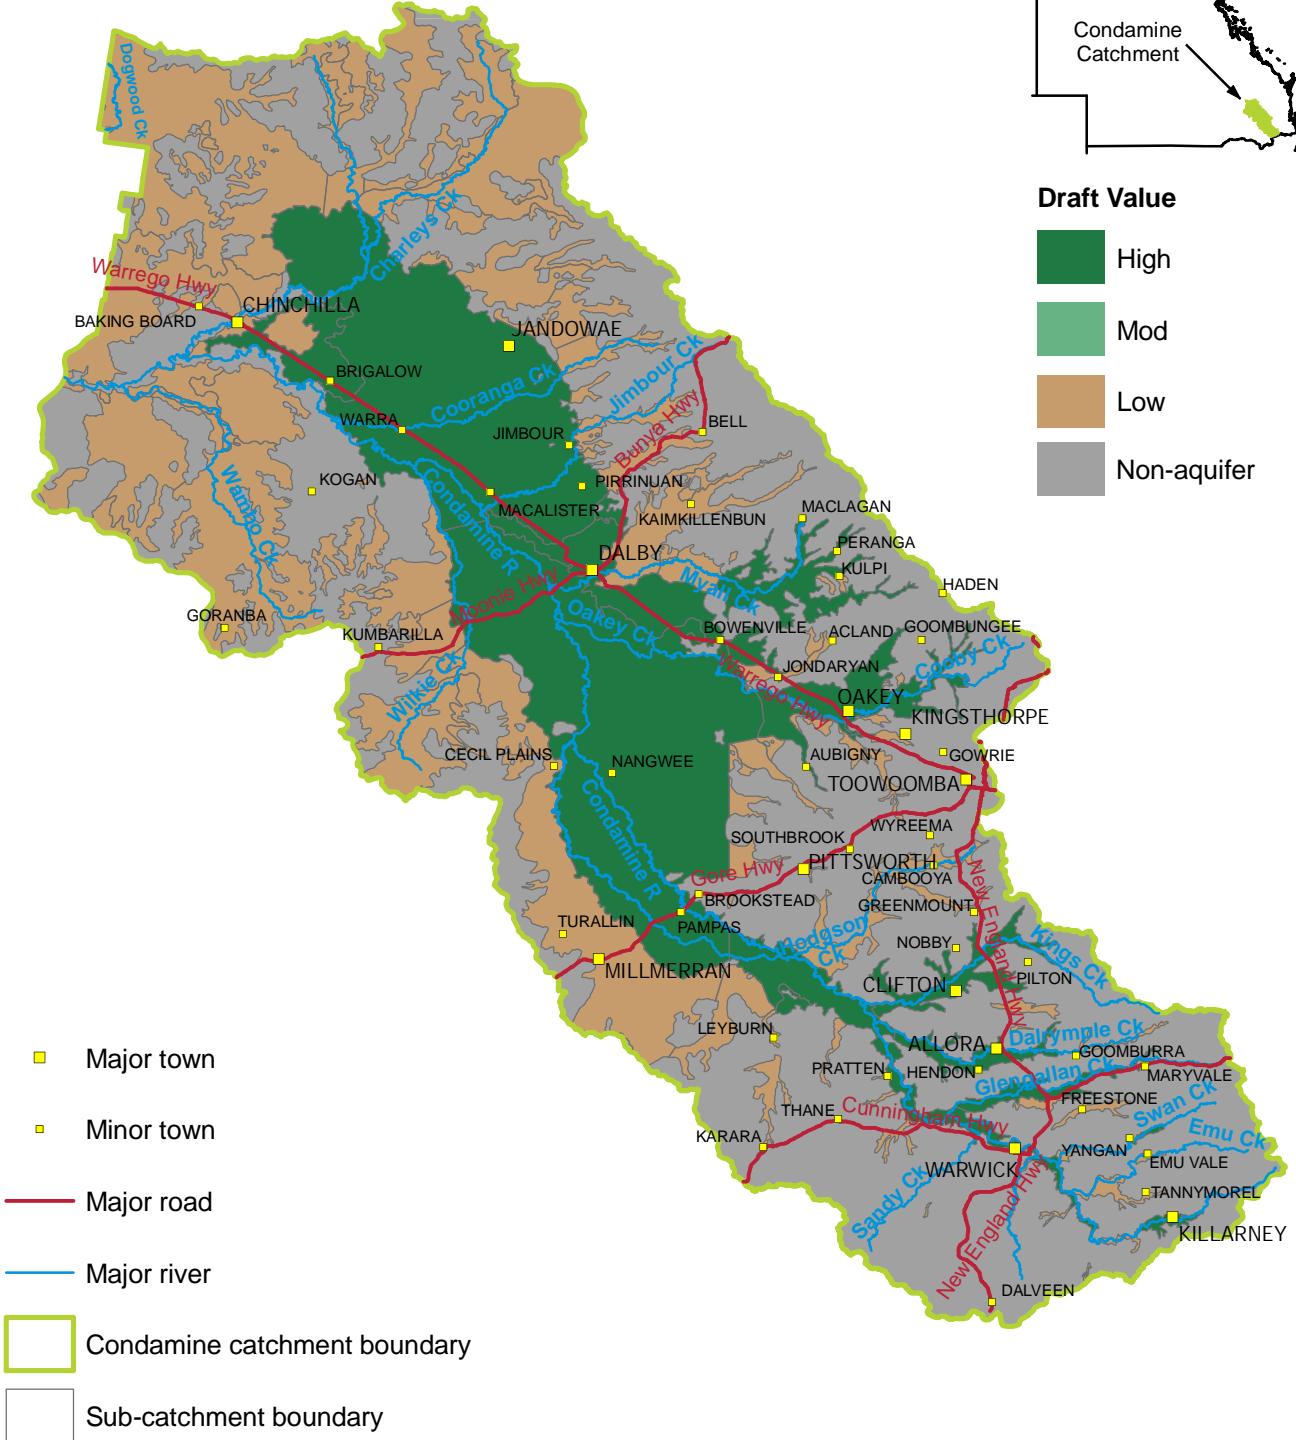 Condamine
Catchment
Draft Value
High
Mod
Low
Non-aquifer
Dogwood Ck
Charleys Ck
Warrego Hwy
CHINCHILLA
BAKING BOARD
JANDOWAE
BRIGALOW
Cooranga Ck
Jimbour Ck
WARRA
JIMBOUR
Bunya Hwy
BELL
KOGAN
Wambo Ck
Condamine R
PIRRINUAN
MACALISTER
KAIMKILLENBUN
MACLAGAN
PERANGA
DALBY
KULPI
Myall Ck
HADEN
Moonie Hwy
GORANBA
KUMBARILLA
Oakey Ck
BOWENVILLE
ACLAND
GOOMBUNGEE
Cooby Ck
JONDARYAN
Warrego Hwy
Wilkie Ck
OAKEY
KINGSTHORPE
CECIL PLAINS
NANGWEE
AUBIGNY
GOWRIE
TOOWOOMBA
Condamine R
SOUTHBROOK
WYREEMA
PITTSWORTH
Gore Hwy
CAMBOOYA
New England Hwy
BROOKSTEAD
GREENMOUNT
TURALLIN
PAMPAS
Hodgson
Ck
NOBBY
Kings Ck
MILLMERRAN
CLIFTON
PILTON
LEYBURN
ALLORA
Dalrymple Ck
GOOMBURRA
PRATTEN
HENDON
Glengallan Ck
MARYVALE
THANE
Cunningham Hwy
FREESTONE
Swan Ck
KARARA
YANGAN
Emu Ck
WARWICK
EMU VALE
Sandy Ck
TANNYMOREL
New England Hwy
KILLARNEY
DALVEEN
Major town
Minor town
Major road
Major river
Condamine catchment boundary
Sub-catchment boundary